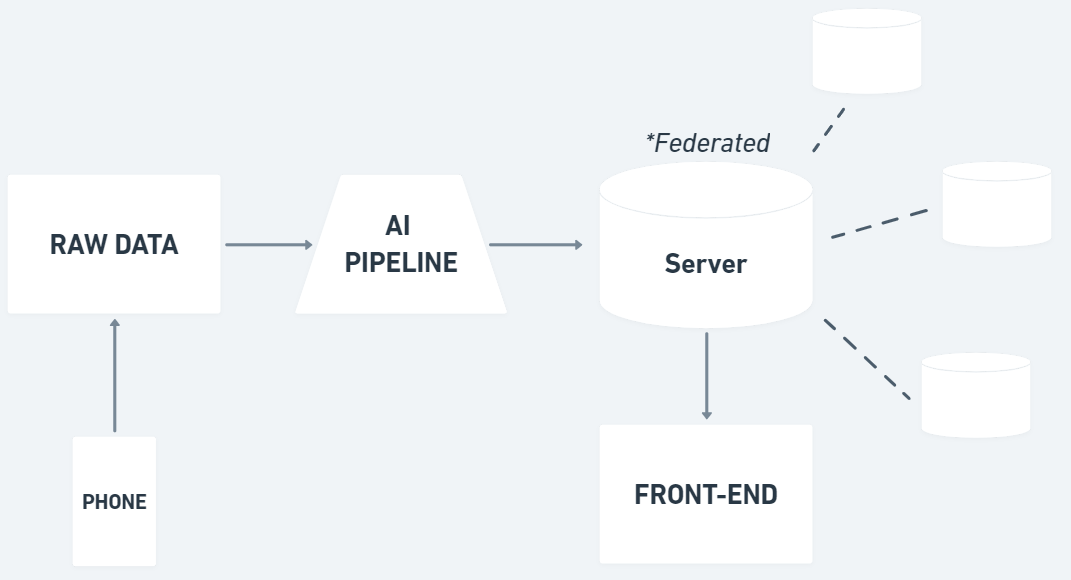 *Federated
RAW DATA
AI
PIPELINE
Server
PHONE
FRONT-END